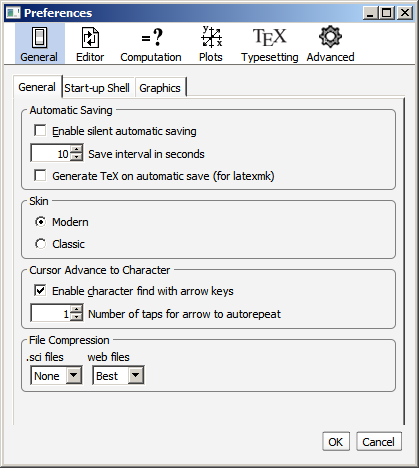 Preferences
=? y x TEX
General Editor Computation Plots Typesetting Advanced
General Start-up Shell Graphics
Automatic Saving
Enable silent automatic saving
10 Save interval in seconds
Generate TeX on automatic save (for latexmk)
Skin
Modern
Classic
Cursor Advance to Character
Enable character find with arrow keys
1 Number of taps for arrow to autorepeat
File Compression
.sci files web files
None Best
OK Cancel